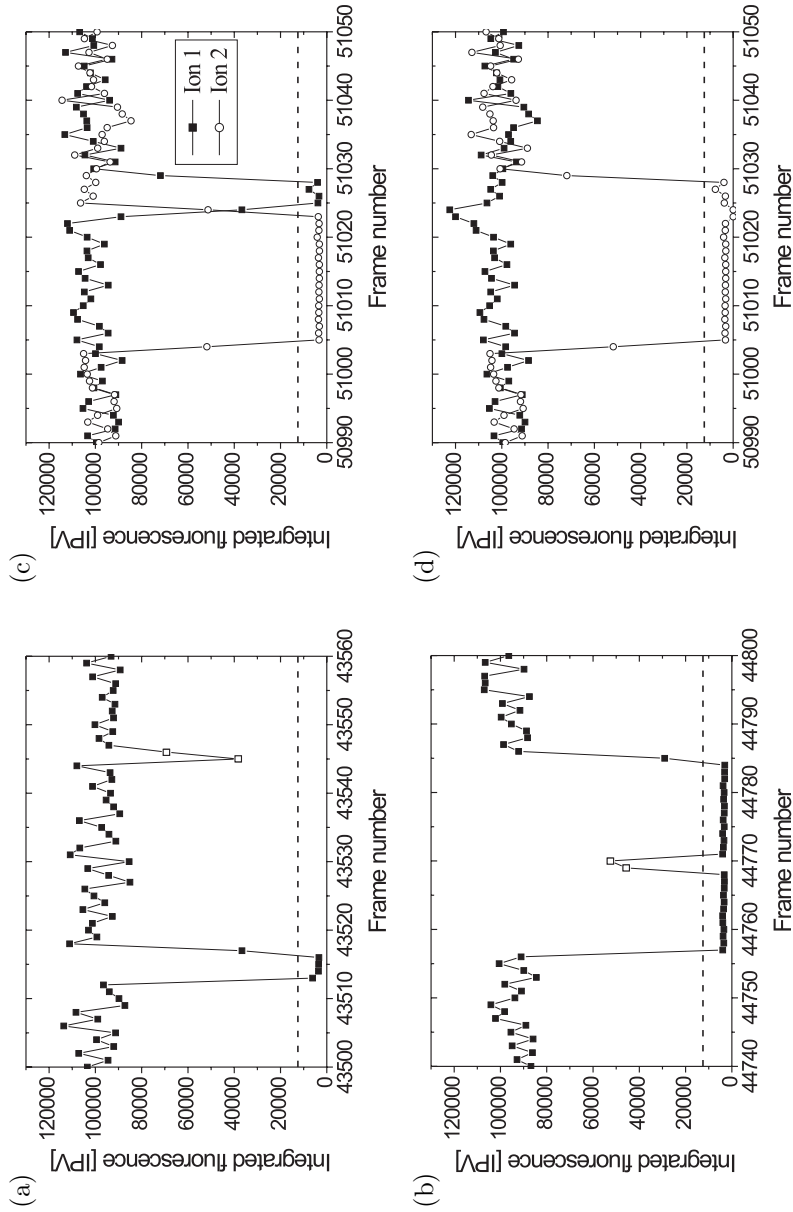 (a)
Integrated fluorescence [IPV]
120000
100000
80000
60000
40000
20000
43500 43510 43520 43530 43540 43550 43560
Frame number
(b)
Integrated fluorescence [IPV]
120000
100000
80000
60000
40000
20000
0
44740 44750 44760 44770 44780 44790 44800
Frame number
(c)
Integrated fluorescence [IPV]
120000
100000
80000
60000
40000
20000
50990 51000 51010 51020 51030 51040 51050
Frame number
Ion 1
Ion 2
(d)
Integrated fluorescence [IPV]
120000
100000
80000
60000
40000
20000
0
50990 51000 51010 51020 51030 51040 51050
Frame number